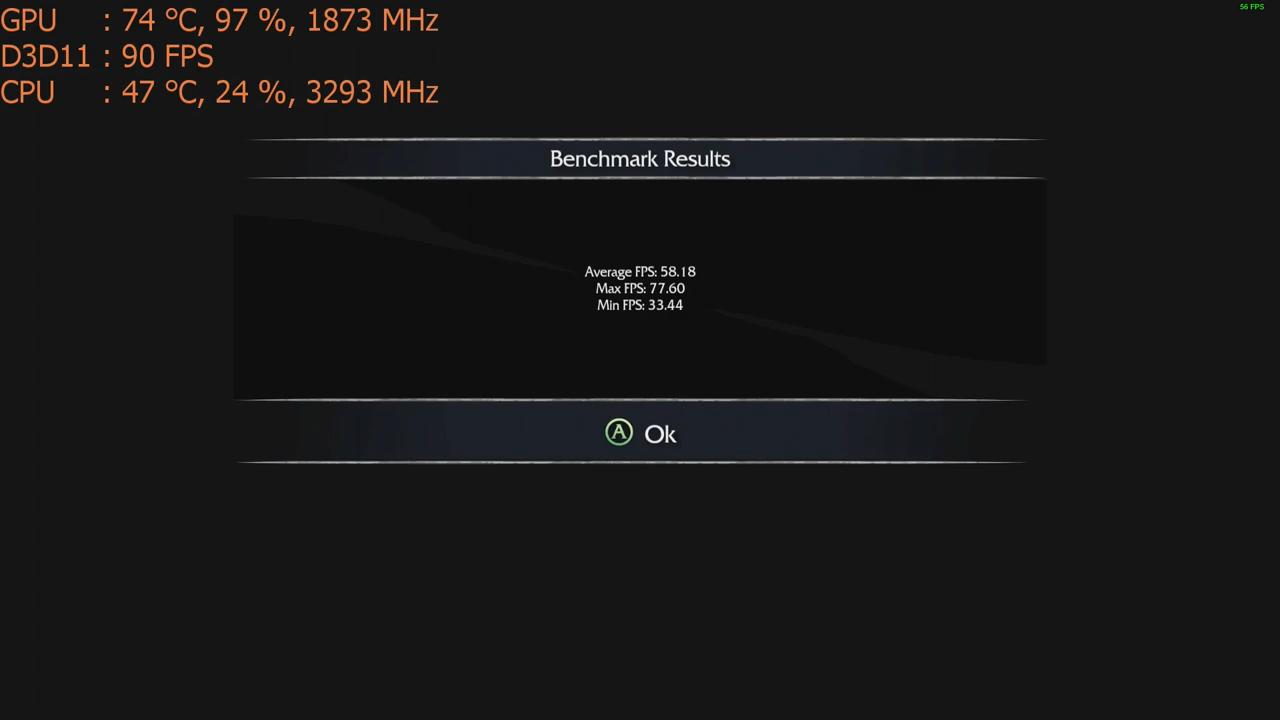 GPU : 74 °C, 97 %, 1873 MHz
56 FPS
D3D11 : 90 FPS
CPU : 47 °C, 24 %, 3293 MHz
Benchmark Results
Average FPS: 58.18
Max FPS: 77.60
Min FPS: 33.44
A Ok